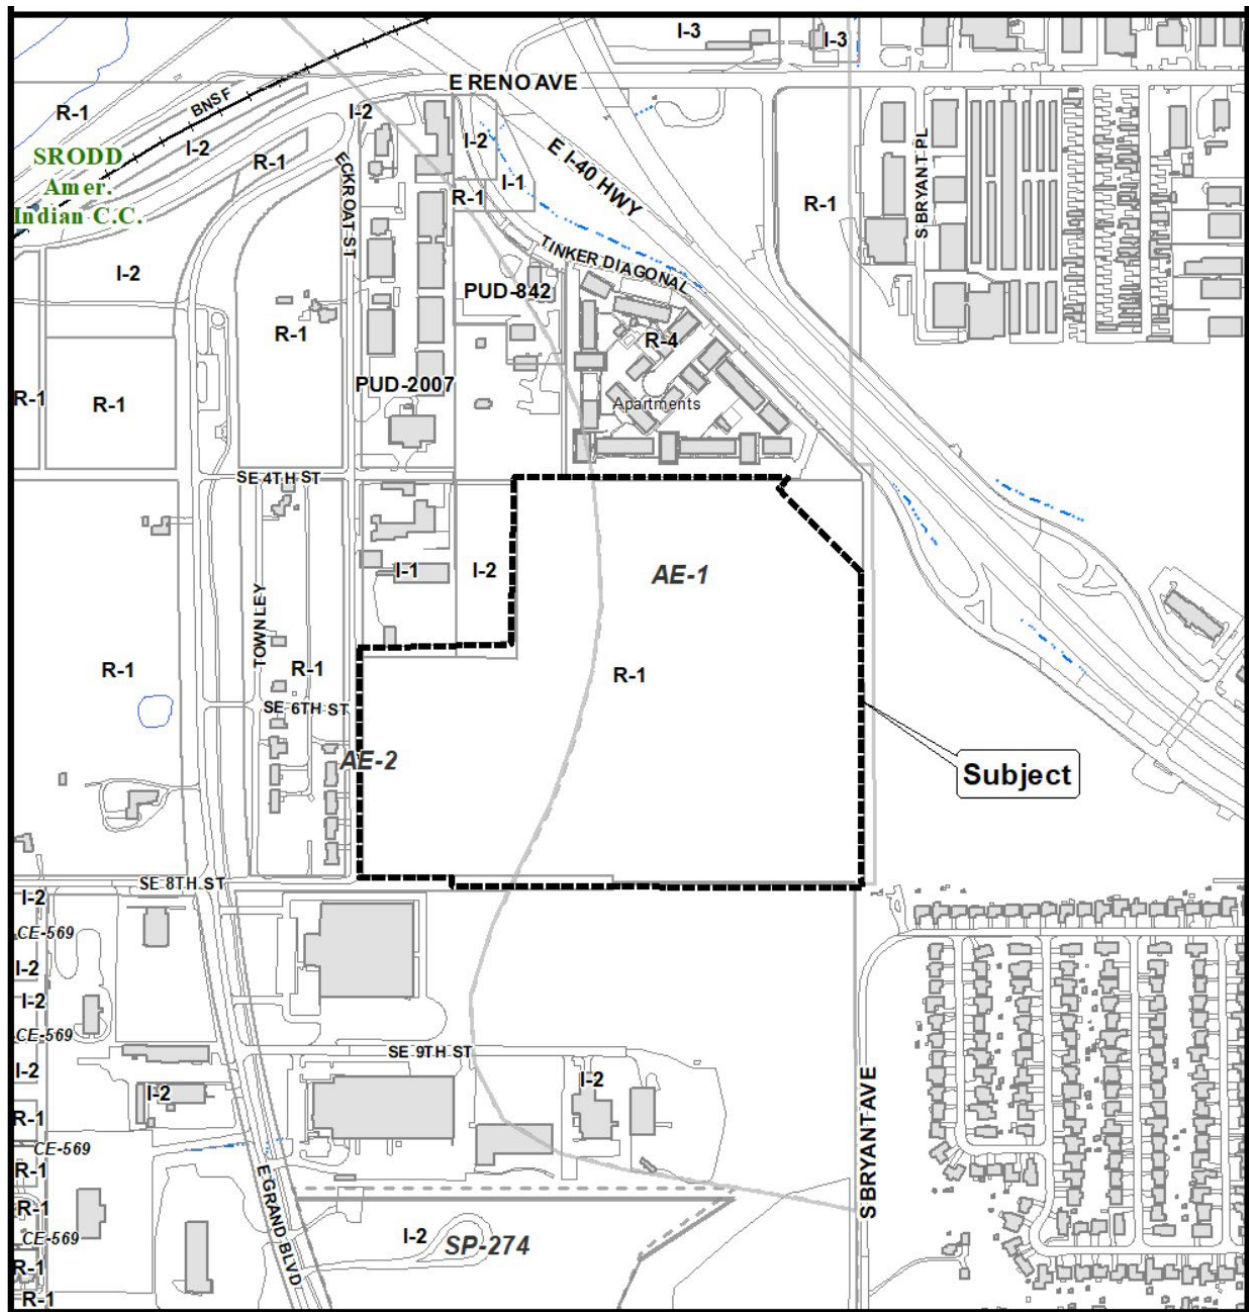 I-3
I-3
E RENO AVE
BNSF
R-1
I-2
I-2
I-2
R-1
SRODD
Amer.
Indian C.C.
ECKROAT ST
I-1
R-1
E I-40 HWY
R-1
S BRYANT PL
TINKER DIAGONAL
I-2
PUD-842
R-1
R-4
PUD-2007
R-1
R-1
Apartments
SE 4TH ST
I-1
I-2
AE-1
TOWNLEY
R-1
R-1
R-1
SE 6TH ST
AE-2
Subject
SE 8TH ST
I-2
CE-569
I-2
I-2
CE-569
SE 9TH ST
I-2
I-2
I-2
R-1
CE-569
R-1
S BRYANT AVE
E GRAND BLVD
R-1
CE-569
I-2
SP-274
R-1
R-1